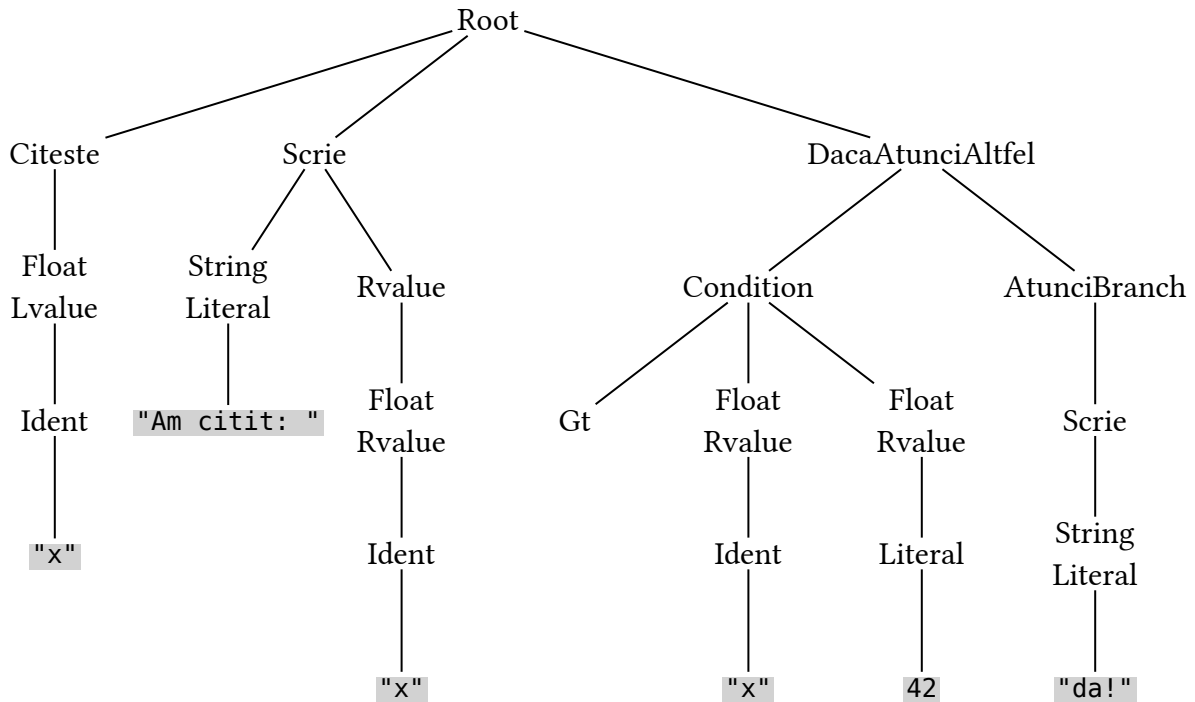 Root
Citeste Scrie DacaAtunciAltfel
Float String
Lvalue Literal Rvalue Condition AtunciBranch
Ident "Am citit: " Float Rvalue Gt Float Rvalue Float Rvalue Scrie
"x" Ident Ident Literal String Literal
"x" "x" 42 "da!"